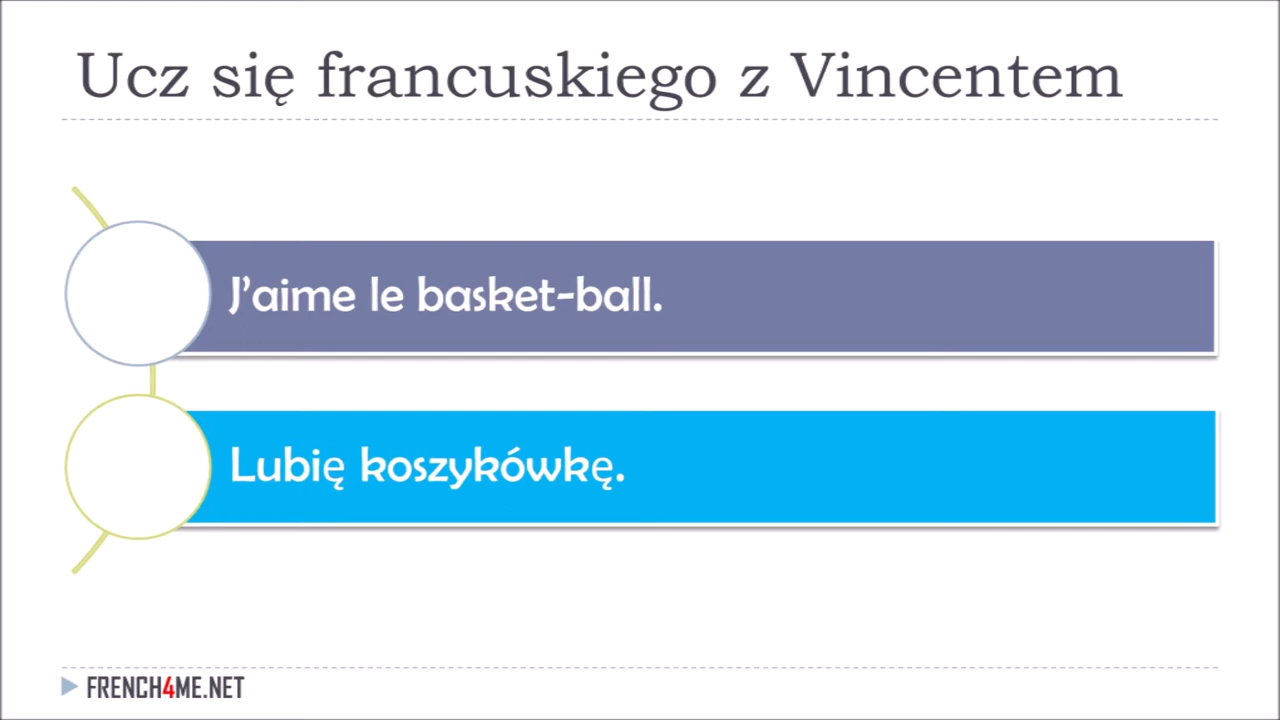 Ucz się francuskiego z Vincentem
J’aime le basket-ball.
Lubię koszykówkę.
FRENCH4ME.NET